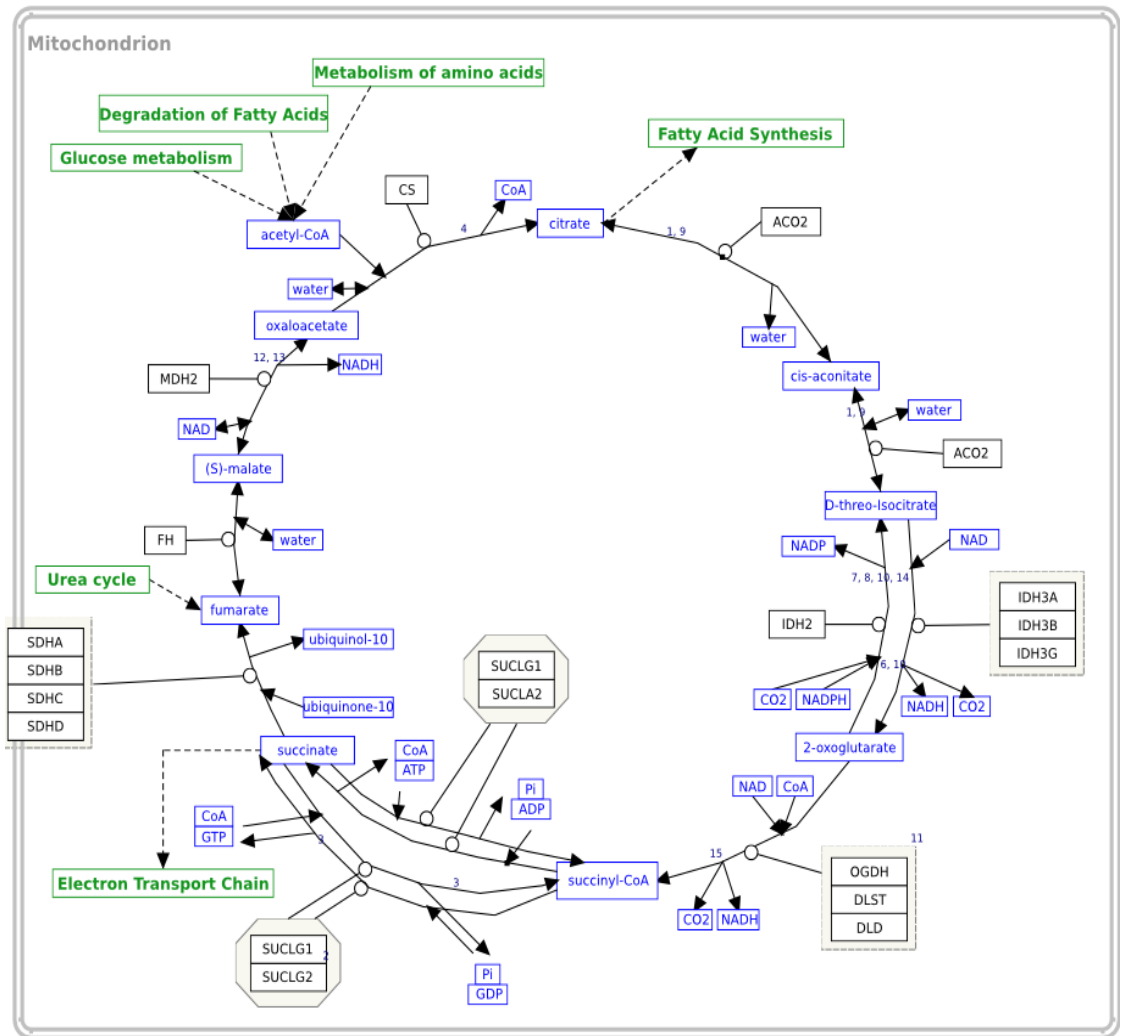 Mitochondrion
Metabolism of amino acids
Degradation of Fatty Acids
Glucose metabolism
Fatty Acid Synthesis
CS
CoA
ACO2
acetyl-CoA
4
citrate
1, 9
water
oxaloacetate
water
12, 13
NADH
MDH2
cis-aconitate
NAD
1, 9
water
(S)-malate
ACO2
D-threo-Isocitrate
FH
water
NADP
NAD
Urea cycle
7, 8, 10, 14
fumarate
IDH3A
IDH3B
IDH3G
IDH2
SDHA
SDHB
SDHC
SDHD
ubiquinol-10
SUCLG1
SUCLA2
6, 10
CO2
NADPH
NADH
CO2
ubiquinone-10
succinate
2-oxoglutarate
CoA
ATP
Pi
ADP
NAD
CoA
CoA
GTP
3
15
11
Electron Transport Chain
3
succinyl-CoA
OGDH
DLST
DLD
CO2
NADH
SUCLG1
2
SUCLG2
Pi
GDP